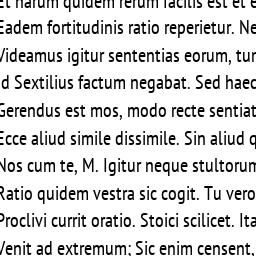 Et harum quidem rerum facilis est et e
Eadem fortitudinis ratio reperietur. Ne
Videamus igitur sententias eorum, tur
Id Sextilius factum negabat. Sed haec
Gerendus est mos, modo recte sentiat
Ecce aliud simile dissimile. Sin aliud q
Nos cum te, M. Igitur neque stultorum
Ratio quidem vestra sic cogit. Tu vero
Proclivi currit oratio. Stoici scilicet. Ita
Venit ad extremum; Sic enim censent,